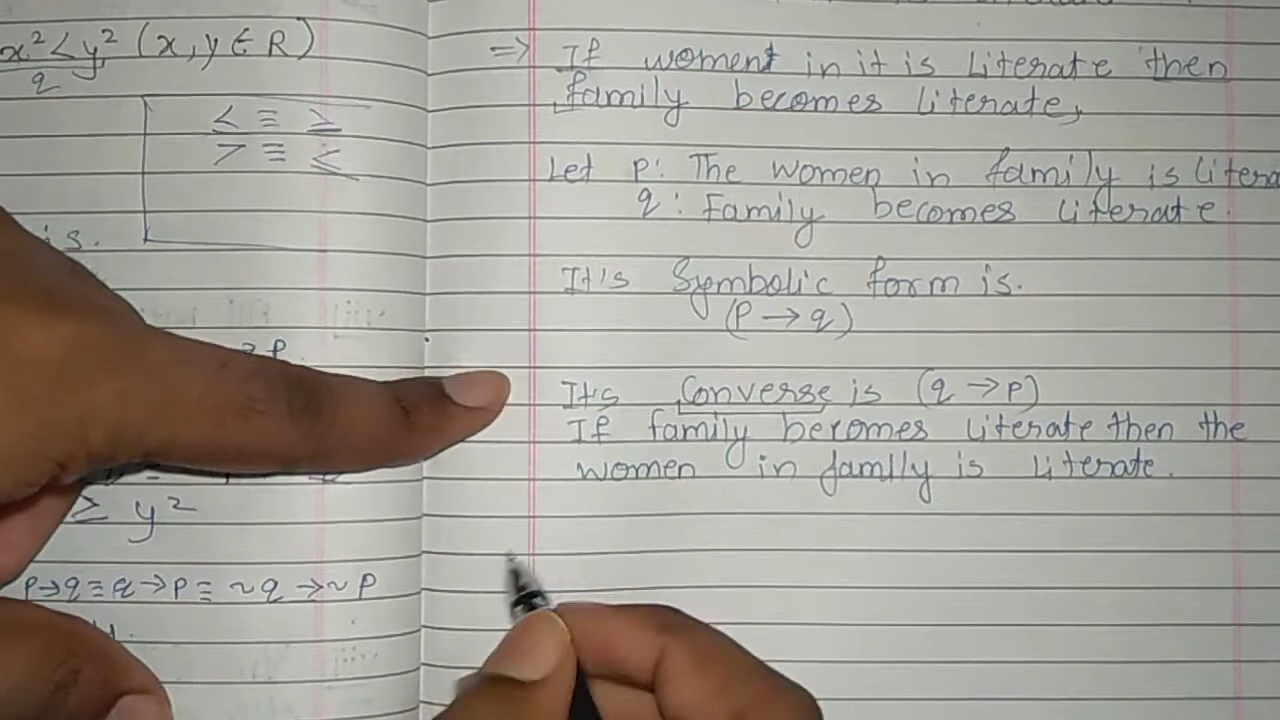 x² < y² (x, y ∈ R)
q
< ≡ ≥
> ≡ ≤
is.
≥ y²
p→q ≡ q→p ≡ ~q → ~p
⇒ If woment in it is Literate then
family becomes literate,
Let p: The women in family is litera
q: Family becomes literate.
It's Symbolic form is.
(p → q)
It's Converse is (q → p)
If family becomes literate then the
women in family is literate.